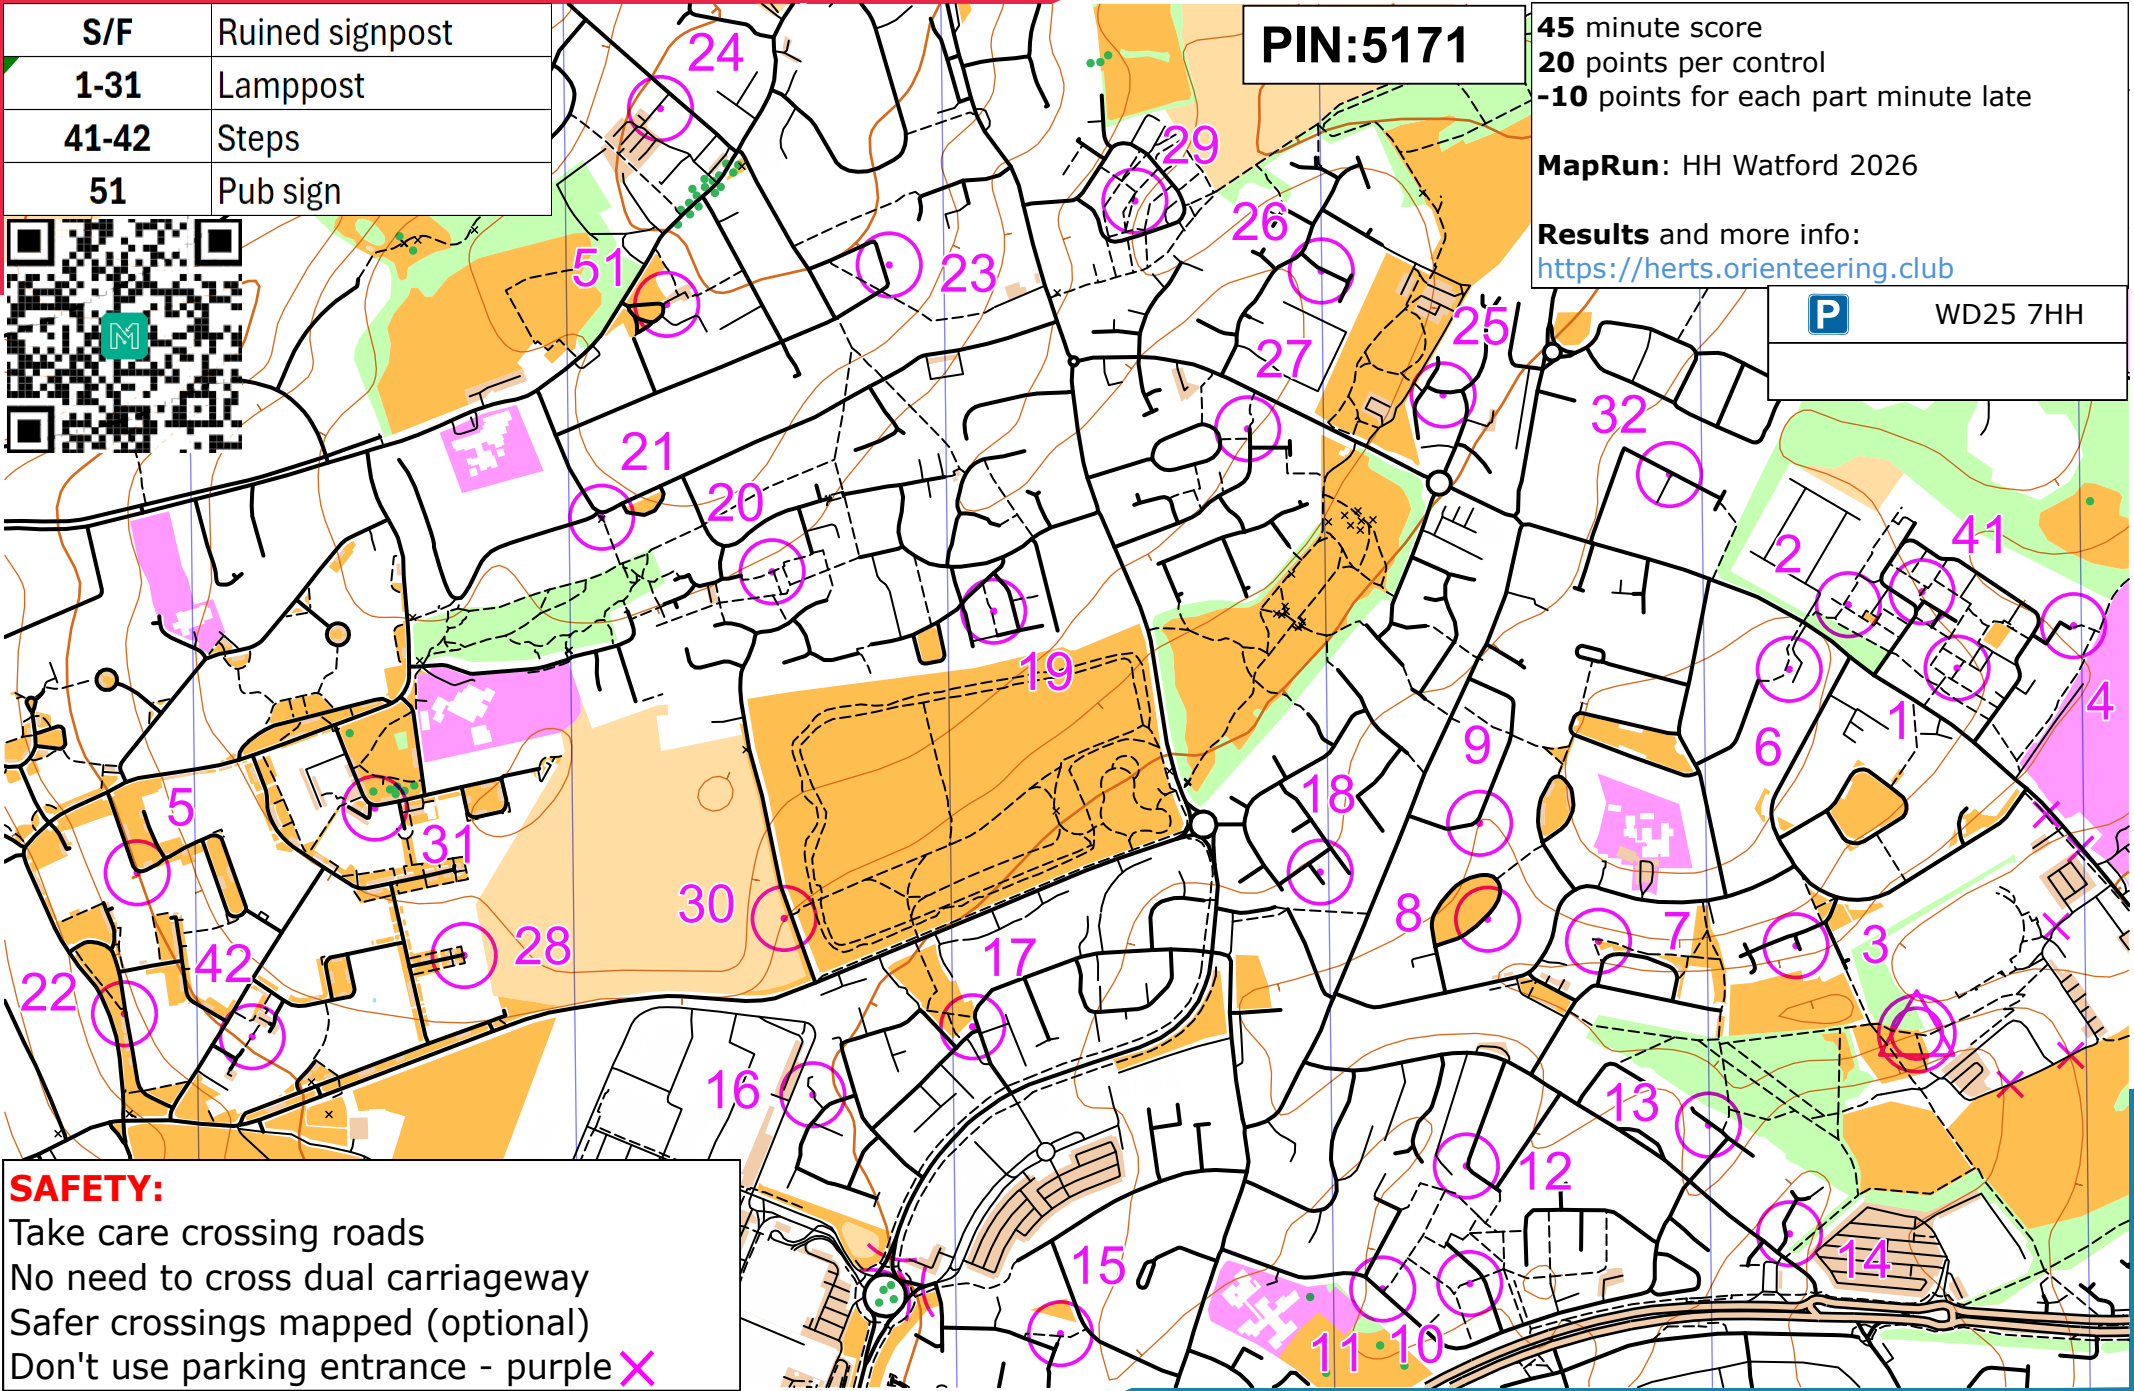 S/F Ruined signpost
1-31 Lamppost
41-42 Steps
51 Pub sign
PIN:5171
45 minute score
20 points per control
-10 points for each part minute late
MapRun: HH Watford 2026
Results and more info:
https://herts.orienteering.club
P WD25 7HH
24
29
26
51
23
25
27
32
21
20
41
2
19
4
1
9
6
18
5
31
30
8
7
3
42
28
17
22
16
13
12
15
14
11
10
SAFETY:
Take care crossing roads
No need to cross dual carriageway
Safer crossings mapped (optional)
Don't use parking entrance - purple X